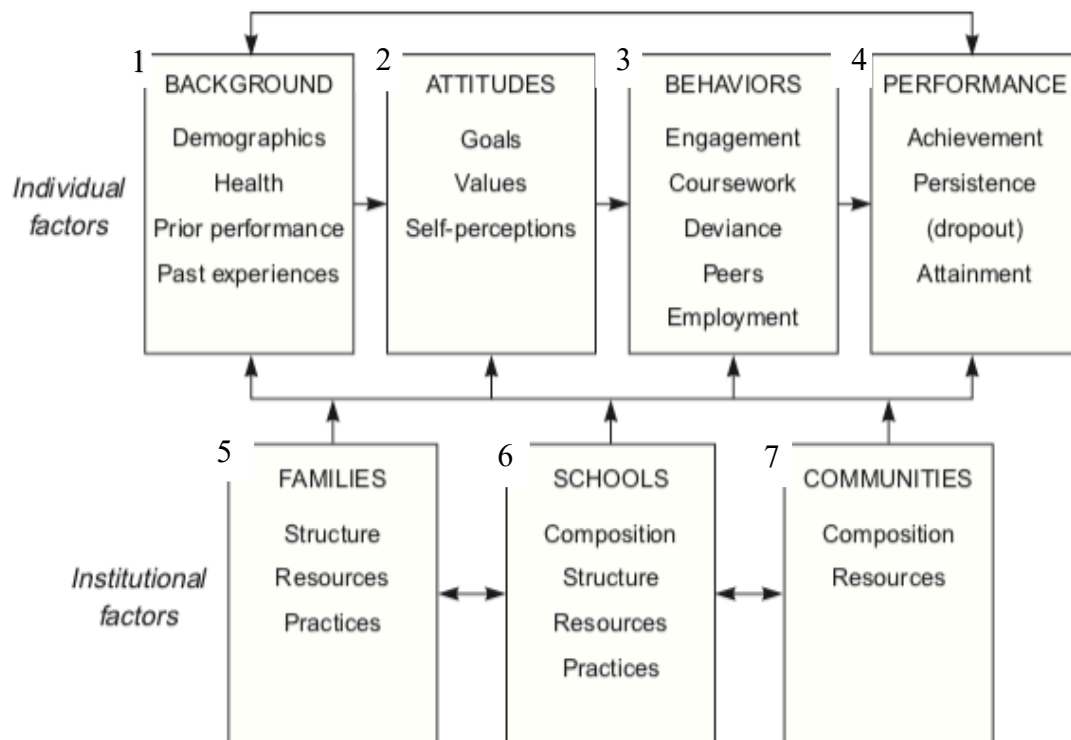 1
BACKGROUND
Demographics
Health
Prior performance
Past experiences
2
ATTITUDES
Goals
Values
Self-perceptions
3
BEHAVIORS
Engagement
Coursework
Deviance
Peers
Employment
4
PERFORMANCE
Achievement
Persistence
(dropout)
Attainment
Individual
factors
5
FAMILIES
Structure
Resources
Practices
6
SCHOOLS
Composition
Structure
Resources
Practices
7
COMMUNITIES
Composition
Resources
Institutional
factors